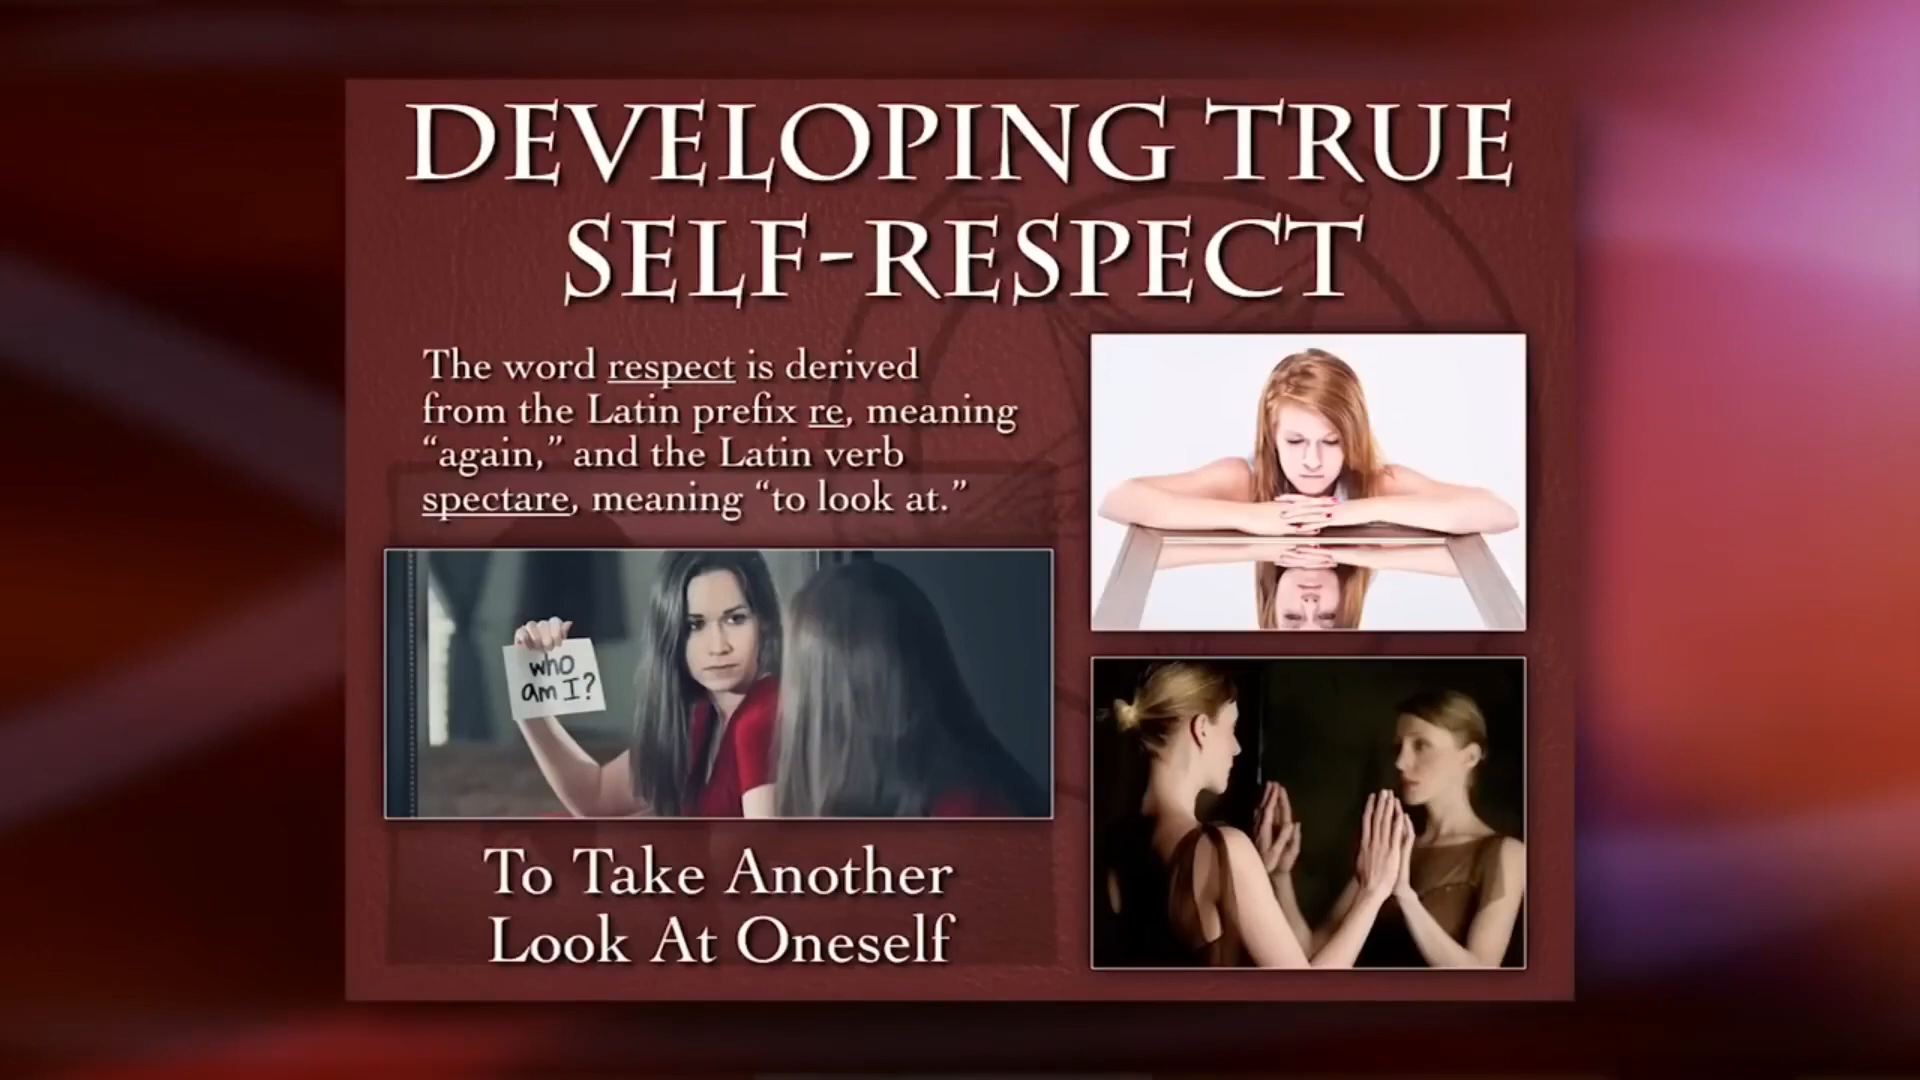 DEVELOPING TRUE
SELF-RESPECT
The word respect is derived
from the Latin prefix re, meaning
“again,” and the Latin verb
spectare, meaning “to look at.”
who
am I?
To Take Another
Look At Oneself